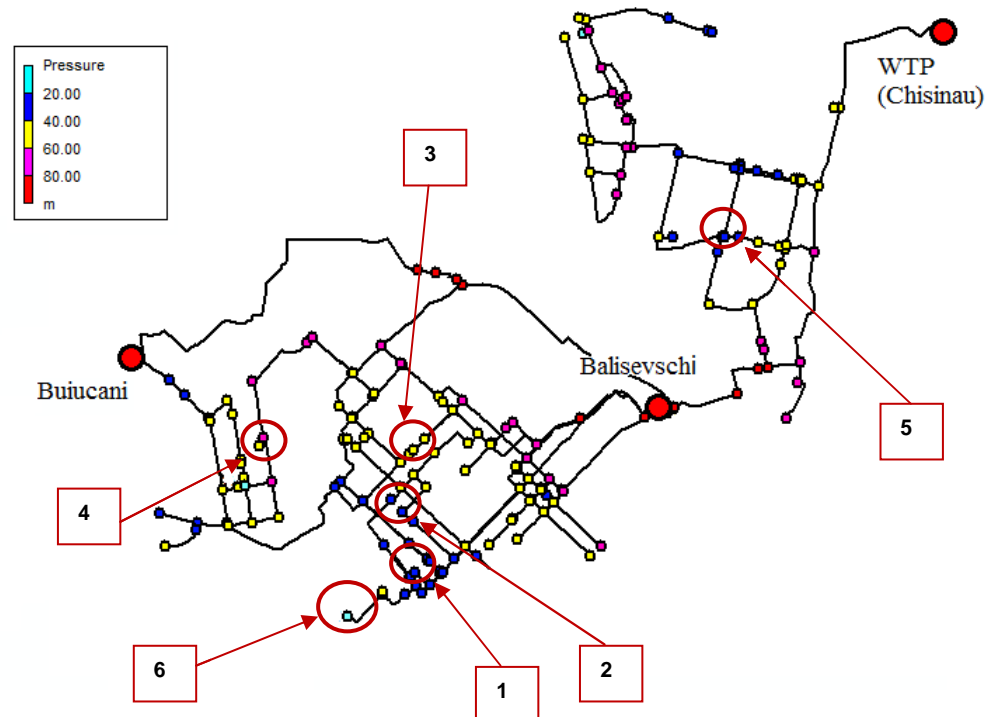 Pressure
20.00
40.00
60.00
80.00
m
WTP
(Chisinau)
3
Balisevschi
Buiucani
5
4
6
2
1